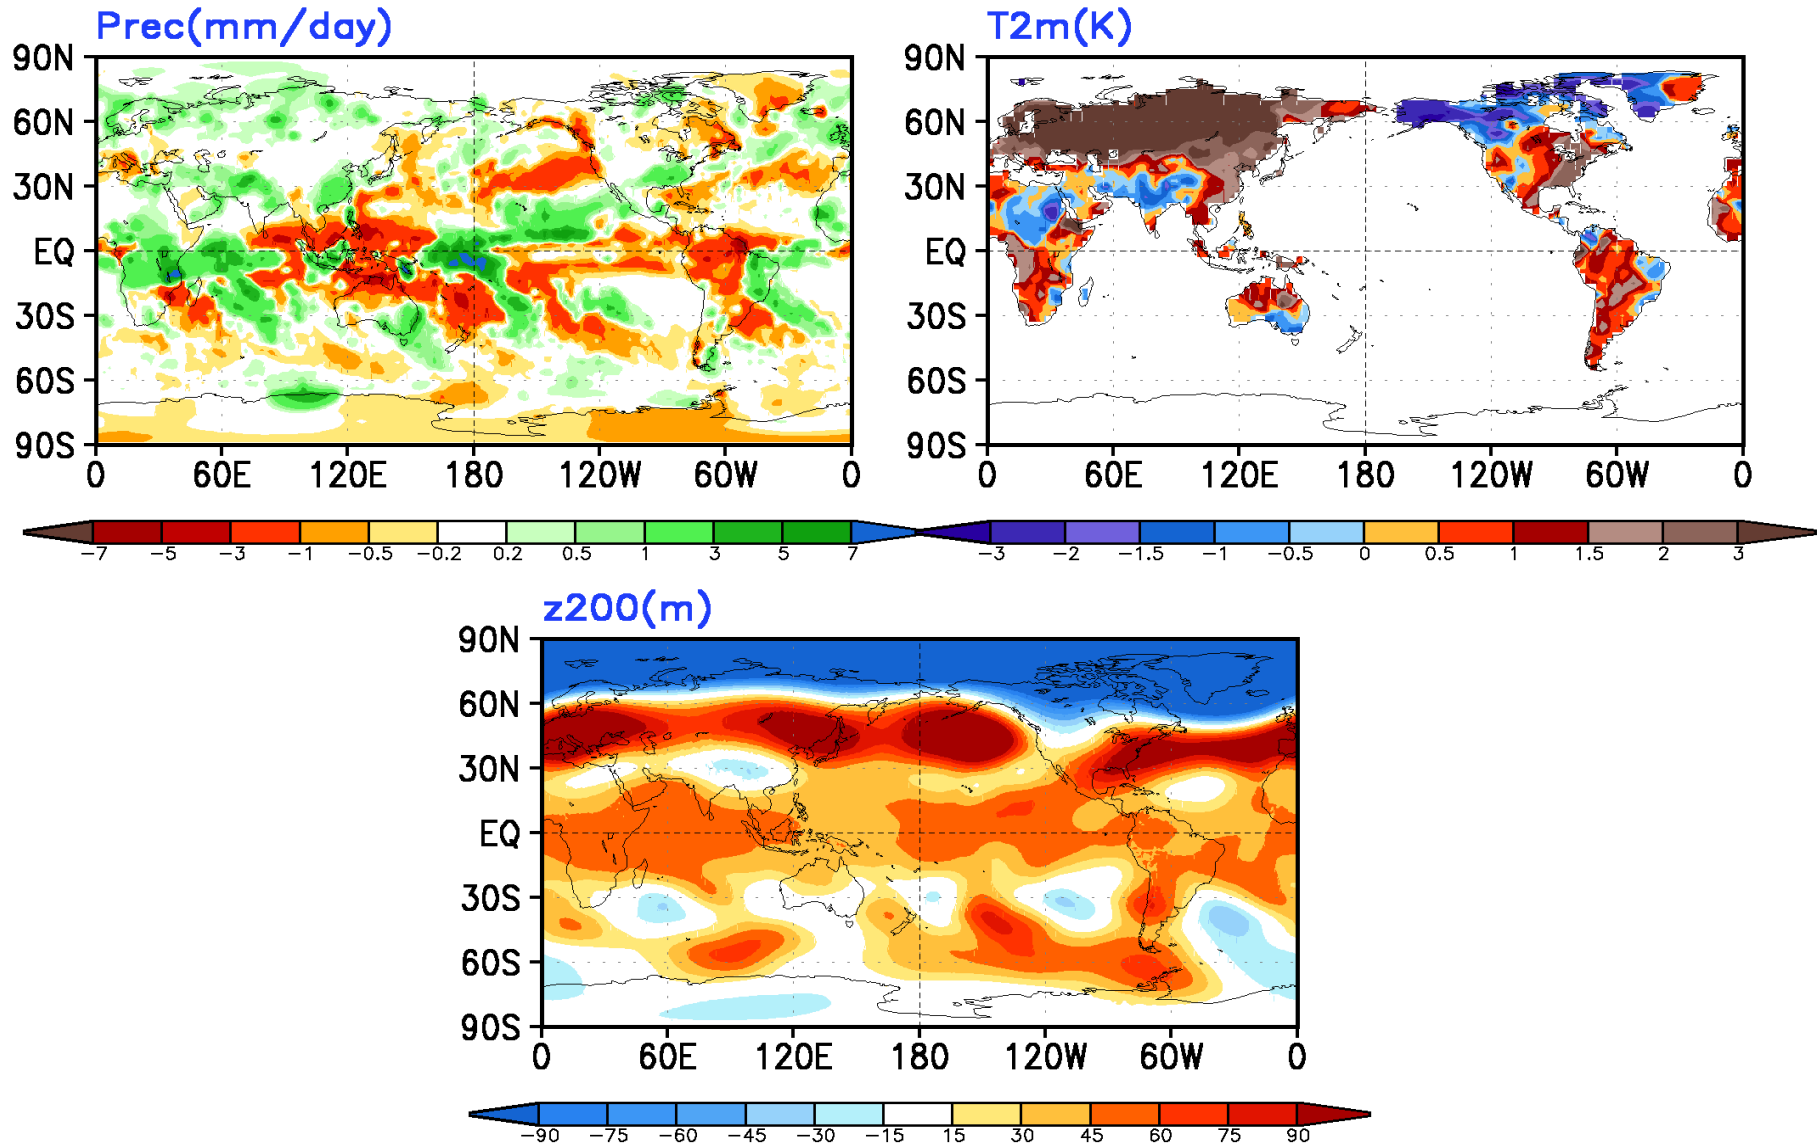 Prec(mm/day)
T2m(K)
90N
60N
30N
EQ
30S
60S
90S
0 60E 120E 180 120W 60W 0
90N
60N
30N
EQ
30S
60S
90S
0 60E 120E 180 120W 60W 0
-7 -5 -3 -1 -0.5 -0.2 0.2 0.5 1 3 5 7
-3 -2 -1.5 -1 -0.5 0 0.5 1 1.5 2 3
z200(m)
90N
60N
30N
EQ
30S
60S
90S
0 60E 120E 180 120W 60W 0
-90 -75 -60 -45 -30 -15 15 30 45 60 75 90